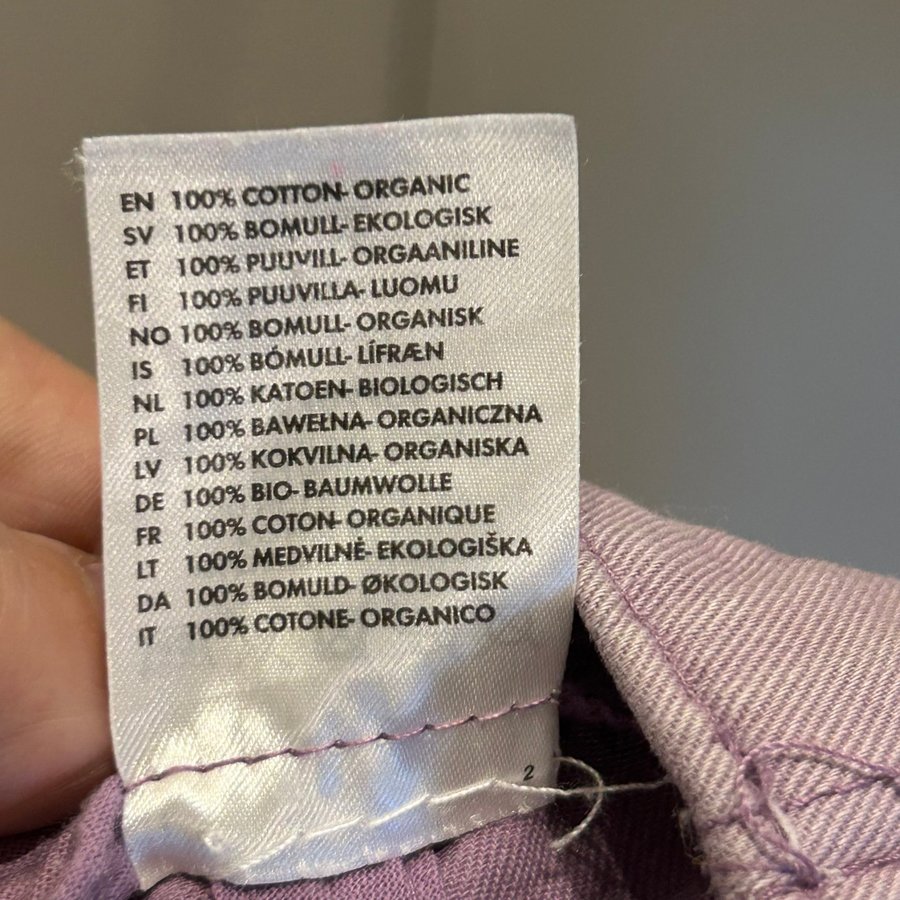 EN 100% COTTON- ORGANIC
SV 100% BOMULL- EKOLOGISK
ET 100% PUUVILL- ORGAANILINE
FI 100% PUUVILLA- LUOMU
NO 100% BOMULL- ORGANISK
IS 100% BÓMULL- LÍFRÆN
NL 100% KATOEN- BIOLOGISCH
PL 100% BAWEŁNA- ORGANICZNA
LV 100% KOKVILNA- ORGANISKA
DE 100% BIO- BAUMWOLLE
FR 100% COTON- ORGANIQUE
LT 100% MEDVILNĖ- EKOLOGIŠKA
DA 100% BOMULD- ØKOLOGISK
IT 100% COTONE- ORGANICO
2